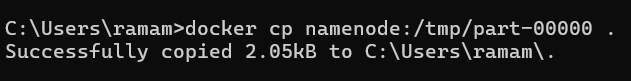 C:\Users\ramam>docker cp namenode:/tmp/part-00000 .
Successfully copied 2.05kB to C:\Users\ramam\.